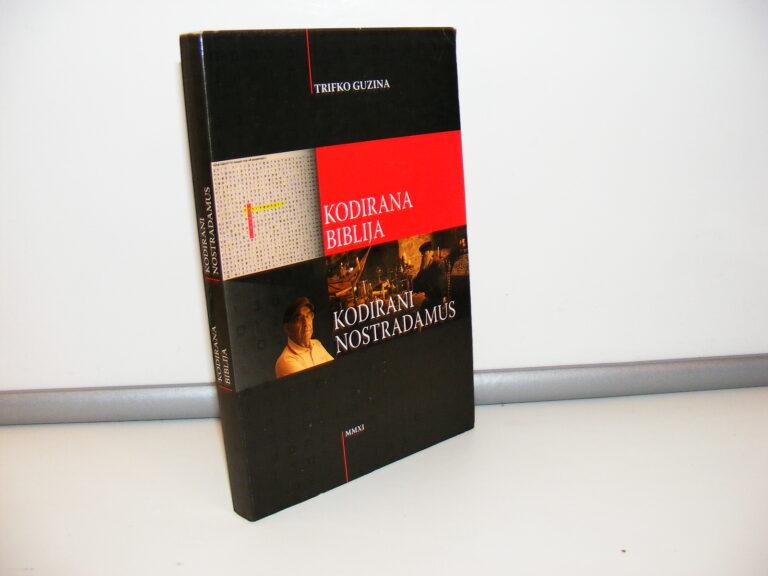 TRIFKO GUZINA
KODIRANA
BIBLIJA
KODIRANI
NOSTRADAMUS
MMXI
KODIRANA
BIBLIJA
KODIRANI
NOSTRADAMUS